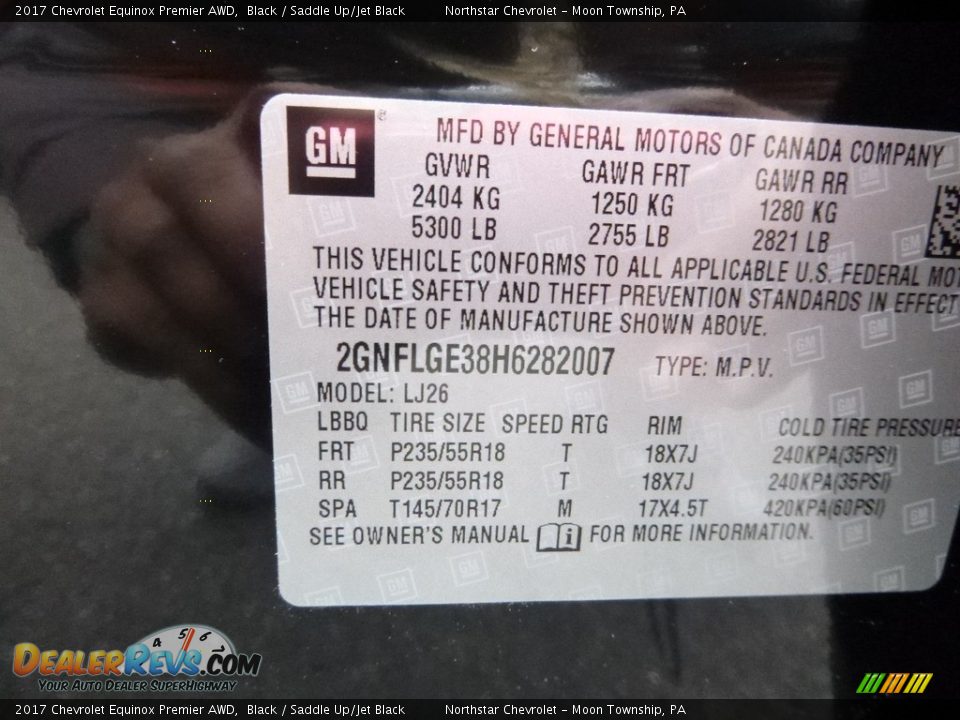 2017 Chevrolet Equinox Premier AWD, Black / Saddle Up/Jet Black Northstar Chevrolet - Moon Township, PA
GM ®
MFD BY GENERAL MOTORS OF CANADA COMPANY
GVWR GAWR FRT GAWR RR
2404 KG 1250 KG 1280 KG
5300 LB 2755 LB 2821 LB
THIS VEHICLE CONFORMS TO ALL APPLICABLE U.S. FEDERAL MOT
VEHICLE SAFETY AND THEFT PREVENTION STANDARDS IN EFFECT
THE DATE OF MANUFACTURE SHOWN ABOVE.
2GNFLGE38H6282007 TYPE: M.P.V.
MODEL: LJ26
LBBQ TIRE SIZE SPEED RTG RIM COLD TIRE PRESSURE
FRT P235/55R18 T 18X7J 240KPA(35PSI)
RR P235/55R18 T 18X7J 240KPA(35PSI)
SPA T145/70R17 M 17X4.5T 420KPA(60PSI)
SEE OWNER'S MANUAL i FOR MORE INFORMATION.
4 5 6
DEALERREVS.COM
YOUR AUTO DEALER SUPERHIGHWAY
2017 Chevrolet Equinox Premier AWD, Black / Saddle Up/Jet Black Northstar Chevrolet - Moon Township, PA